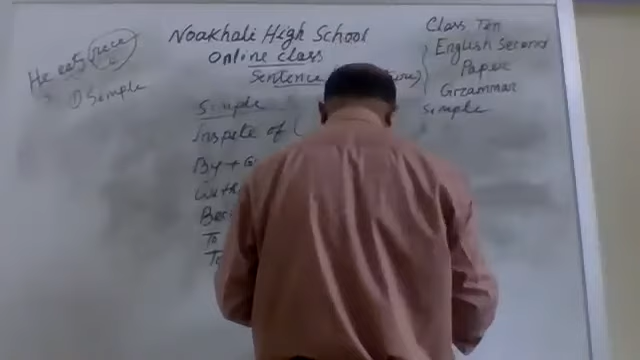 Noakhali High School
Online class
Sentence
Class Ten
English Second
Paper
Grammar
Simple
He eats rice
① Simple
Simple
Inspite of (
By + G
With
Bec
To
To